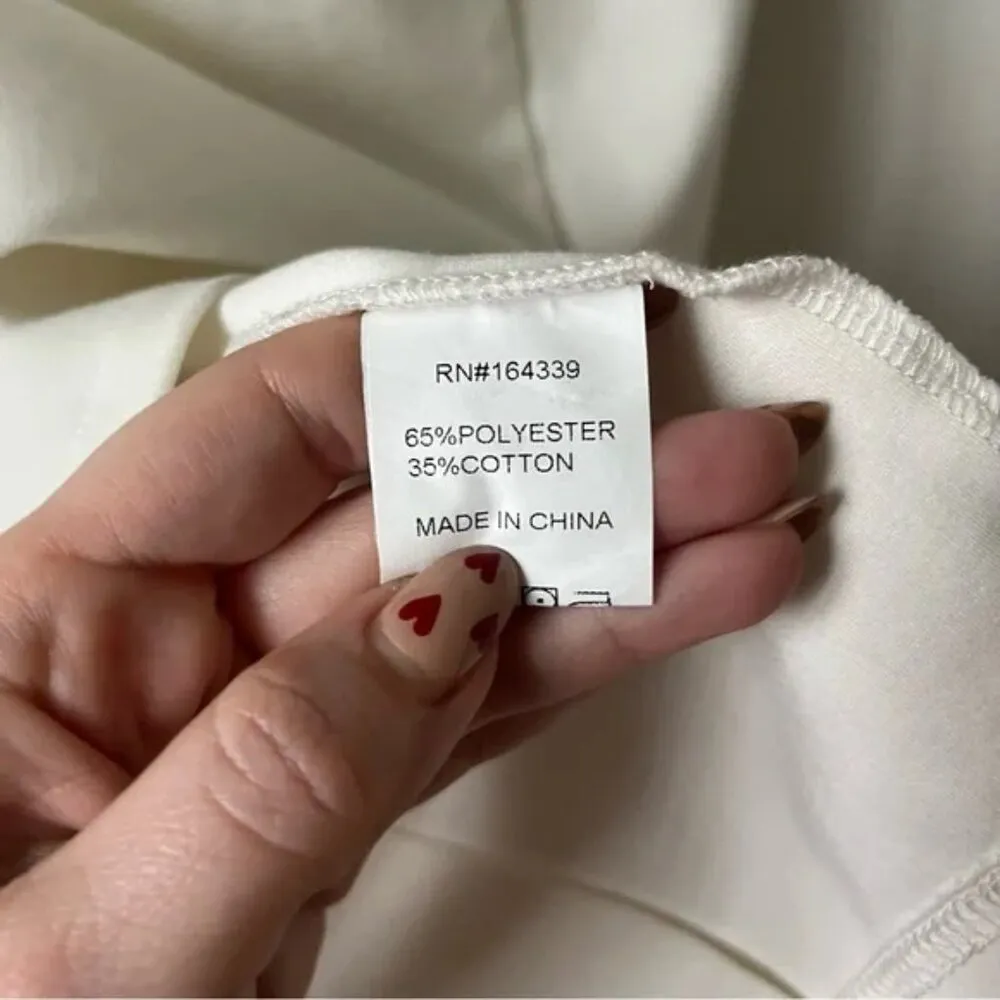 RN#164339
65%POLYESTER
35%COTTON
MADE IN CHINA